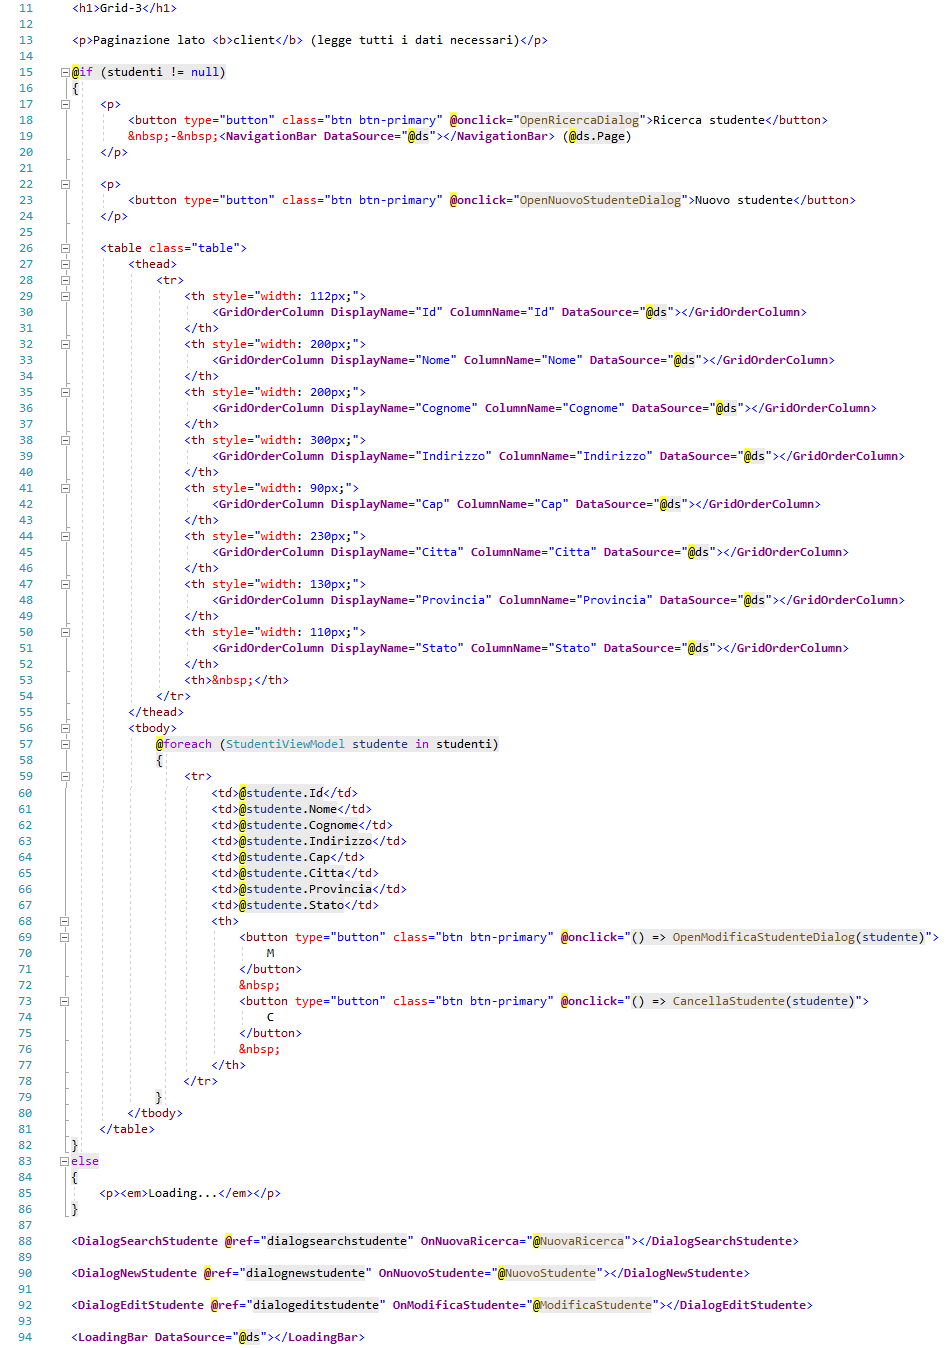 11 <h1>Grid-3</h1>
12
13 <p>Paginazione lato <b>client</b> (legge tutti i dati necessari)</p>
14
15 @if (studenti != null)
16 {
17 <p>
18 <button type="button" class="btn btn-primary" @onclick="OpenRicercaDialog">Ricerca studente</button>
19 &nbsp;-&nbsp;<NavigationBar DataSource="@ds"></NavigationBar> (@ds.Page)
20 </p>
21
22 <p>
23 <button type="button" class="btn btn-primary" @onclick="OpenNuovoStudenteDialog">Nuovo studente</button>
24 </p>
25
26 <table class="table">
27 <thead>
28 <tr>
29 <th style="width: 112px;">
30 <GridOrderColumn DisplayName="Id" ColumnName="Id" DataSource="@ds"></GridOrderColumn>
31 </th>
32 <th style="width: 200px;">
33 <GridOrderColumn DisplayName="Nome" ColumnName="Nome" DataSource="@ds"></GridOrderColumn>
34 </th>
35 <th style="width: 200px;">
36 <GridOrderColumn DisplayName="Cognome" ColumnName="Cognome" DataSource="@ds"></GridOrderColumn>
37 </th>
38 <th style="width: 300px;">
39 <GridOrderColumn DisplayName="Indirizzo" ColumnName="Indirizzo" DataSource="@ds"></GridOrderColumn>
40 </th>
41 <th style="width: 90px;">
42 <GridOrderColumn DisplayName="Cap" ColumnName="Cap" DataSource="@ds"></GridOrderColumn>
43 </th>
44 <th style="width: 230px;">
45 <GridOrderColumn DisplayName="Citta" ColumnName="Citta" DataSource="@ds"></GridOrderColumn>
46 </th>
47 <th style="width: 130px;">
48 <GridOrderColumn DisplayName="Provincia" ColumnName="Provincia" DataSource="@ds"></GridOrderColumn>
49 </th>
50 <th style="width: 110px;">
51 <GridOrderColumn DisplayName="Stato" ColumnName="Stato" DataSource="@ds"></GridOrderColumn>
52 </th>
53 <th>&nbsp;</th>
54 </tr>
55 </thead>
56 <tbody>
57 @foreach (StudentiViewModel studente in studenti)
58 {
59 <tr>
60 <td>@studente.Id</td>
61 <td>@studente.Nome</td>
62 <td>@studente.Cognome</td>
63 <td>@studente.Indirizzo</td>
64 <td>@studente.Cap</td>
65 <td>@studente.Citta</td>
66 <td>@studente.Provincia</td>
67 <td>@studente.Stato</td>
68 <th>
69 <button type="button" class="btn btn-primary" @onclick="() => OpenModificaStudenteDialog(studente)">
70 M
71 </button>
72 &nbsp;
73 <button type="button" class="btn btn-primary" @onclick="() => CancellaStudente(studente)">
74 C
75 </button>
76 &nbsp;
77 </th>
78 </tr>
79 }
80 </tbody>
81 </table>
82 }
83 else
84 {
85 <p><em>Loading...</em></p>
86 }
87
88 <DialogSearchStudente @ref="dialogsearchstudente" OnNuovaRicerca="@NuovaRicerca"></DialogSearchStudente>
89
90 <DialogNewStudente @ref="dialognewstudente" OnNuovoStudente="@NuovoStudente"></DialogNewStudente>
91
92 <DialogEditStudente @ref="dialogeditstudente" OnModificaStudente="@ModificaStudente"></DialogEditStudente>
93
94 <LoadingBar DataSource="@ds"></LoadingBar>